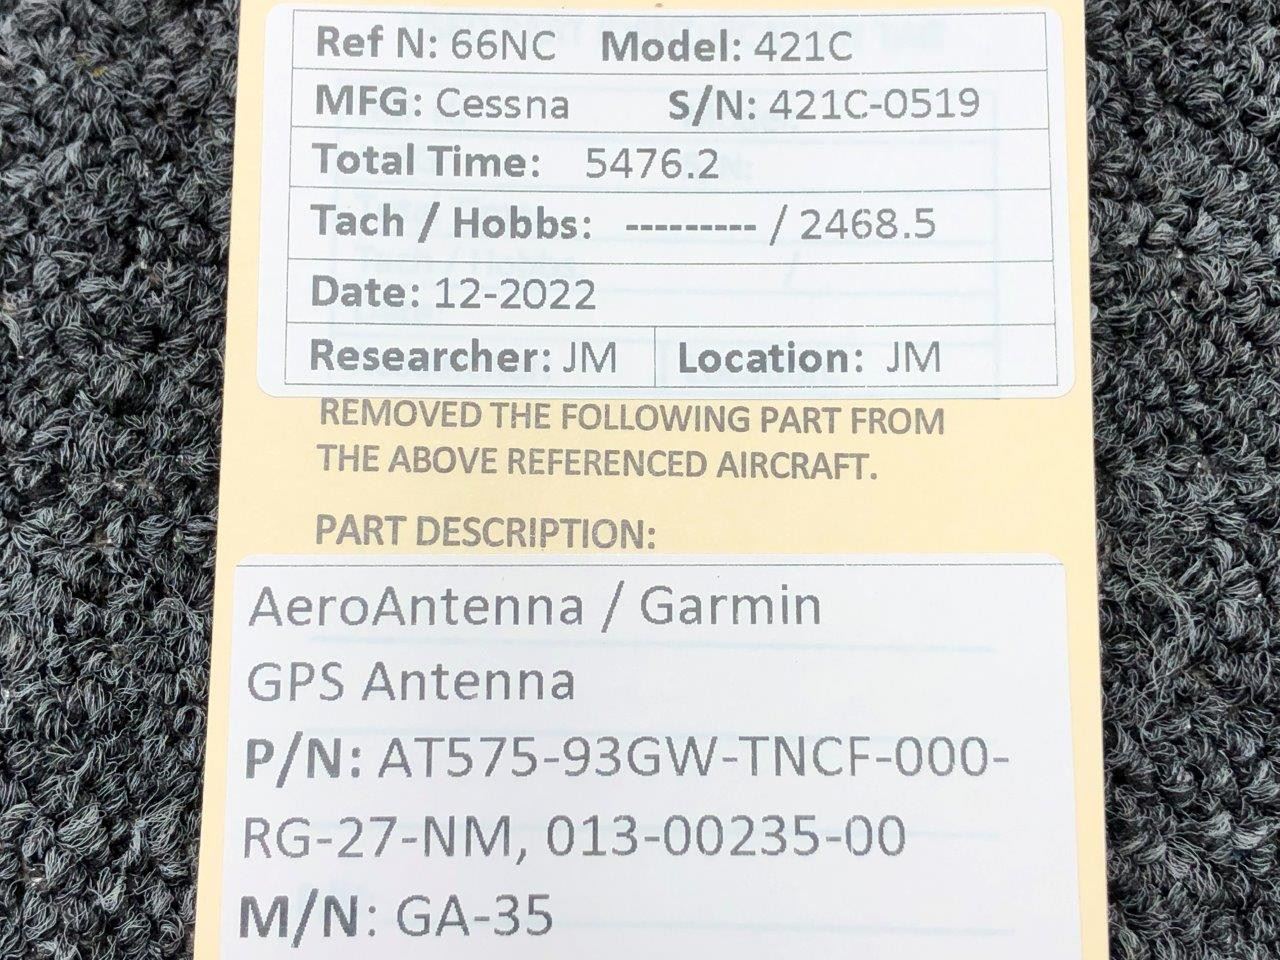 Ref N: 66NC Model: 421C
MFG: Cessna S/N: 421C-0519
Total Time: 5476.2
Tach / Hobbs: --------- / 2468.5
Date: 12-2022
Researcher: JM Location: JM
REMOVED THE FOLLOWING PART FROM
THE ABOVE REFERENCED AIRCRAFT.
PART DESCRIPTION:
AeroAntenna / Garmin
GPS Antenna
P/N: AT575-93GW-TNCF-000-
RG-27-NM, 013-00235-00
M/N: GA-35